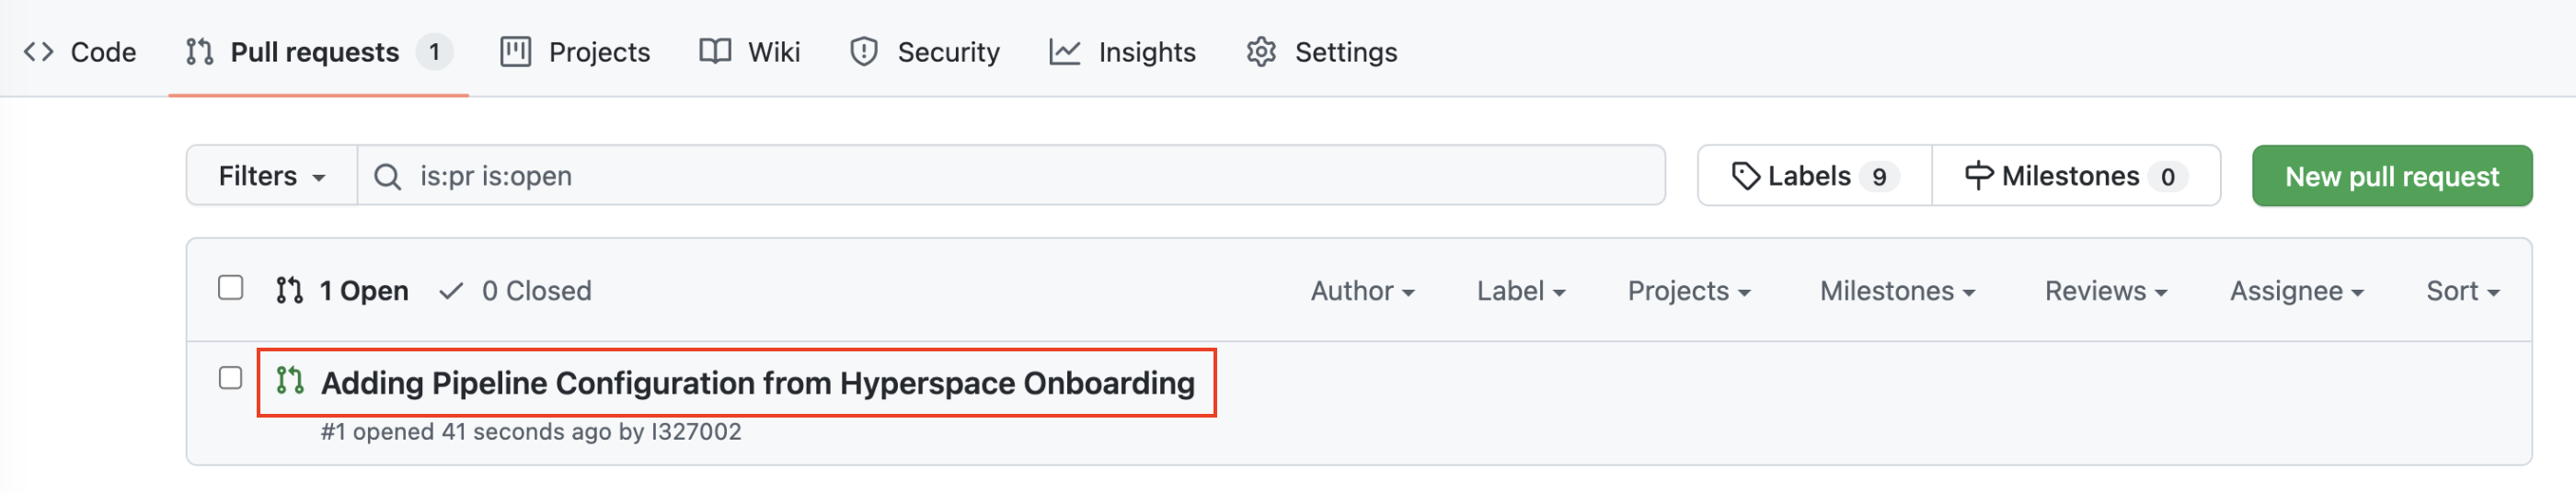 Code Pull requests 1 Projects Wiki Security Insights Settings
Filters is:pr is:open Labels 9 Milestones 0 New pull request
1 Open 0 Closed Author Label Projects Milestones Reviews Assignee Sort
Adding Pipeline Configuration from Hyperspace Onboarding
#1 opened 41 seconds ago by I327002